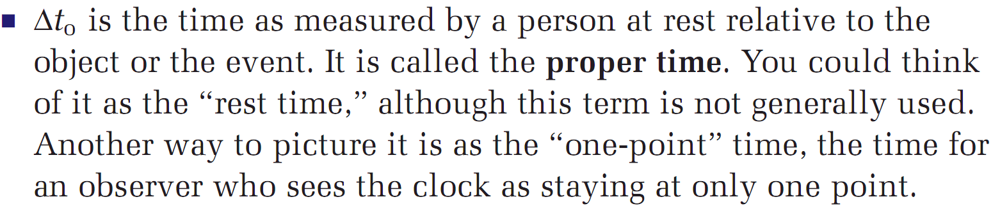 ■ Δtₒ is the time as measured by a person at rest relative to the
object or the event. It is called the proper time. You could think
of it as the “rest time,” although this term is not generally used.
Another way to picture it is as the “one-point” time, the time for
an observer who sees the clock as staying at only one point.